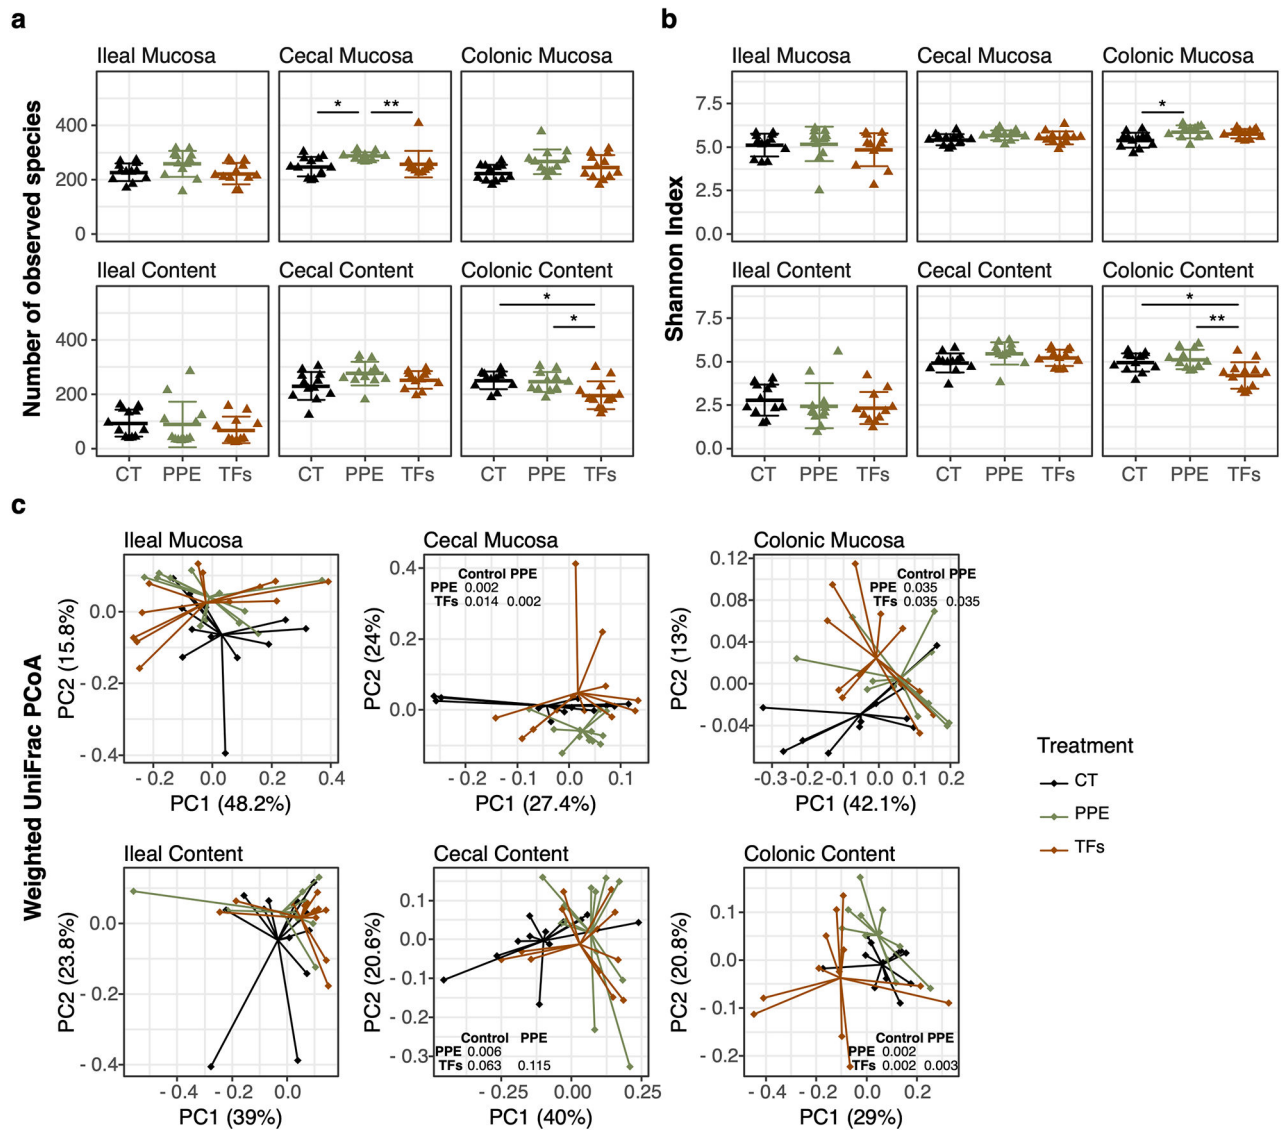 a
Ileal Mucosa Cecal Mucosa Colonic Mucosa
Number of observed species
400
200
0
* **
Ileal Content Cecal Content Colonic Content
400
200
0
*
*
CT PPE TFs CT PPE TFs CT PPE TFs
b
Ileal Mucosa Cecal Mucosa Colonic Mucosa
Shannon Index
7.5
5.0
2.5
0.0
*
Ileal Content Cecal Content Colonic Content
7.5
5.0
2.5
0.0
*
**
CT PPE TFs CT PPE TFs CT PPE TFs
c
Weighted UniFrac PCoA
Ileal Mucosa
PC2 (15.8%)
0.0
- 0.2
- 0.4
- 0.2 0.0 0.2 0.4
PC1 (48.2%)
Cecal Mucosa
PC2 (24%)
0.4
0.2
0.0
Control PPE
PPE 0.002
TFs 0.014 0.002
- 0.2 - 0.1 0.0 0.1
PC1 (27.4%)
Colonic Mucosa
PC2 (13%)
0.12
0.08
0.04
0.00
- 0.04
Control PPE
PPE 0.035
TFs 0.035 0.035
-0.3 -0.2 -0.1 0.0 0.1 0.2
PC1 (42.1%)
Treatment
CT
PPE
TFs
Ileal Content
PC2 (23.8%)
0.0
- 0.2
- 0.4
- 0.4 - 0.2 0.0
PC1 (39%)
Cecal Content
PC2 (20.6%)
0.1
0.0
- 0.1
- 0.2
- 0.3
Control PPE
PPE 0.006
TFs 0.063 0.115
- 0.25 0.00 0.25
PC1 (40%)
Colonic Content
PC2 (20.8%)
0.1
0.0
- 0.1
- 0.2
Control PPE
PPE 0.002
TFs 0.002 0.003
- 0.4 - 0.2 0.0 0.2
PC1 (29%)